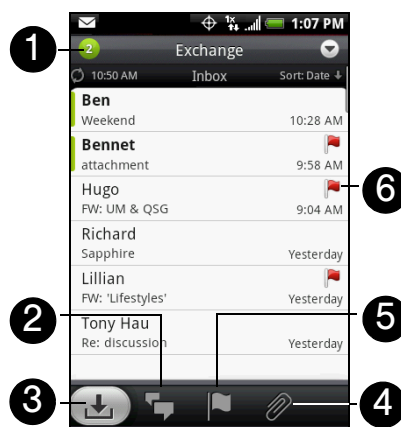 1x 1:07 PM
1 2 Exchange
10:50 AM Inbox Sort: Date
Ben
Weekend 10:28 AM
Bennet
attachment 9:58 AM
Hugo 6
FW: UM & QSG 9:04 AM
Richard
Sapphire Yesterday
Lillian
FW: 'Lifestyles' Yesterday
2 Tony Hau 5
Re: discussion Yesterday
3 4